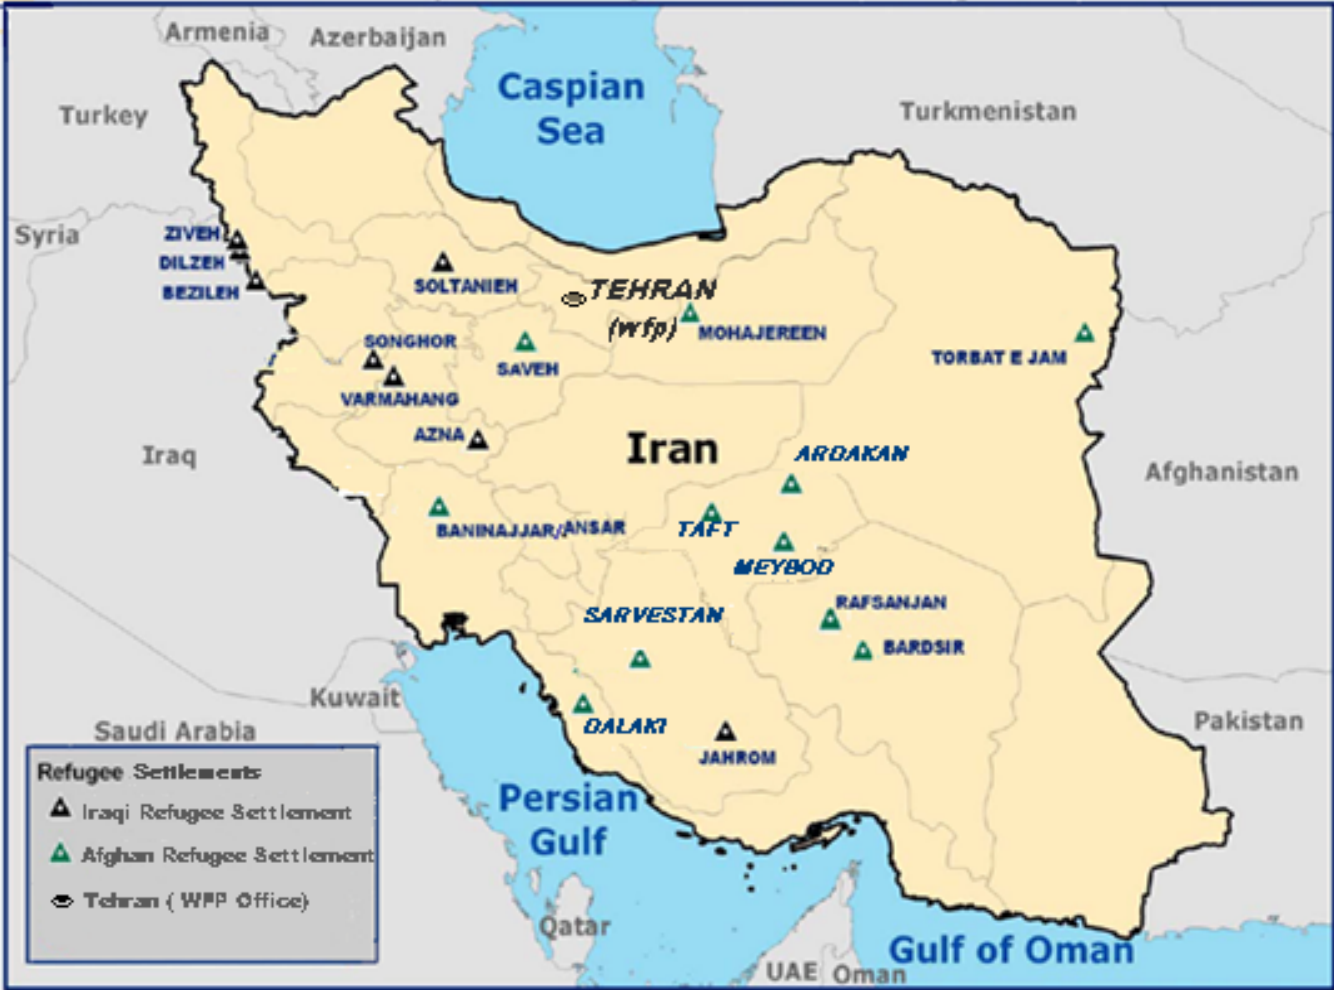 Armenia
Azerbaijan
Caspian
Sea
Turkey
Turkmenistan
Syria
ZIVEH
DILZEH
BEZILEH
SOLTANIEH
TEHRAN
(wfp)
MOHAJEREEN
SONGHOR
SAVEH
TORBAT E JAM
VARMAHANG
AZNA
Iran
ARDAKAN
Iraq
Afghanistan
BANINAJJAR/ANSAR
TAFT
MEYBOD
SARVESTAN
RAFSANJAN
BARDSIR
Kuwait
DALAKI
Pakistan
Saudi Arabia
JAHROM
Refugee Settlements
Iraqi Refugee Settlement
Afghan Refugee Settlement
Tehran ( WFP Office)
Persian
Gulf
Qatar
Gulf of Oman
UAE
Oman